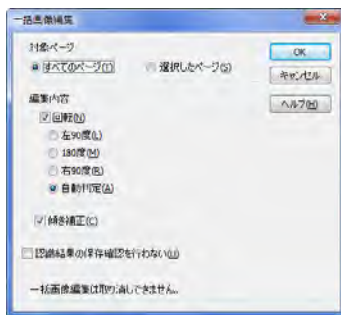 一括画像編集
対象ページ
すべてのページ(T)
選択したページ(S)
OK
キャンセル
ヘルプ(H)
編集内容
回転(N)
左90度(L)
180度(M)
右90度(R)
自動判定(A)
傾き補正(C)
認識結果の保存確認を行わない(U)
一括画像編集は取り消しできません。